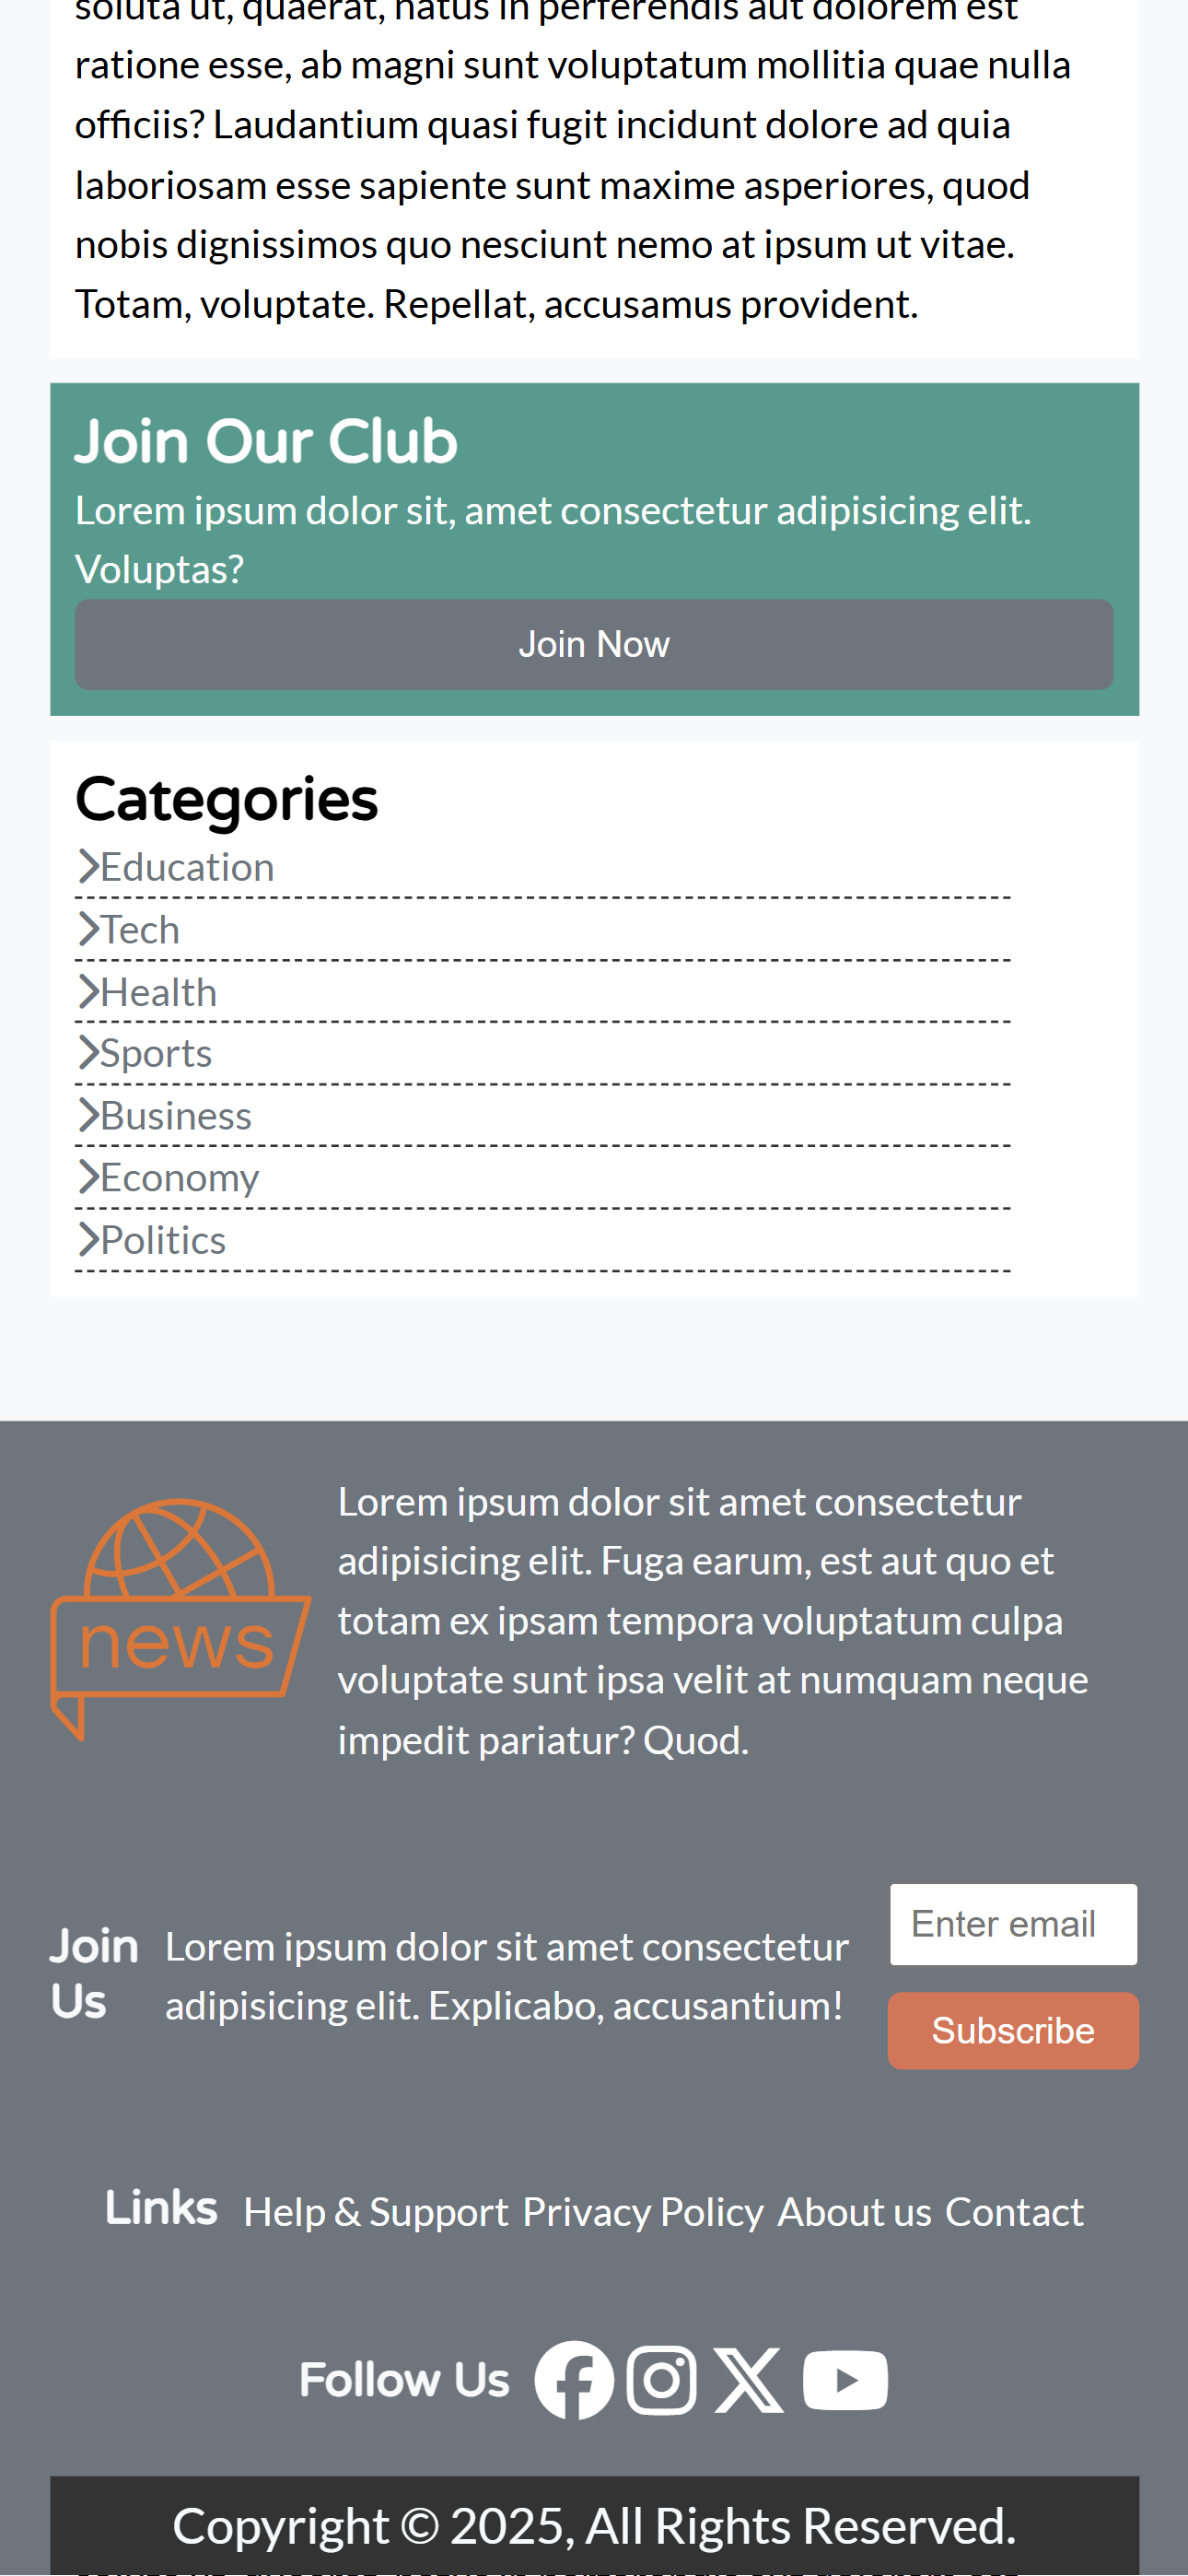 soluta ut, quaerat, natus in perferendis aut dolorem est
ratione esse, ab magni sunt voluptatum mollitia quae nulla
officiis? Laudantium quasi fugit incidunt dolore ad quia
laboriosam esse sapiente sunt maxime asperiores, quod
nobis dignissimos quo nesciunt nemo at ipsum ut vitae.
Totam, voluptate. Repellat, accusamus provident.
Join Our Club
Lorem ipsum dolor sit, amet consectetur adipisicing elit.
Voluptas?
Join Now
Categories
Education
Tech
Health
Sports
Business
Economy
Politics
news
Lorem ipsum dolor sit amet consectetur
adipisicing elit. Fuga earum, est aut quo et
totam ex ipsam tempora voluptatum culpa
voluptate sunt ipsa velit at numquam neque
impedit pariatur? Quod.
Join
Us
Lorem ipsum dolor sit amet consectetur
adipisicing elit. Explicabo, accusantium!
Enter email
Subscribe
Links Help & Support Privacy Policy About us Contact
Follow Us
Copyright © 2025, All Rights Reserved.